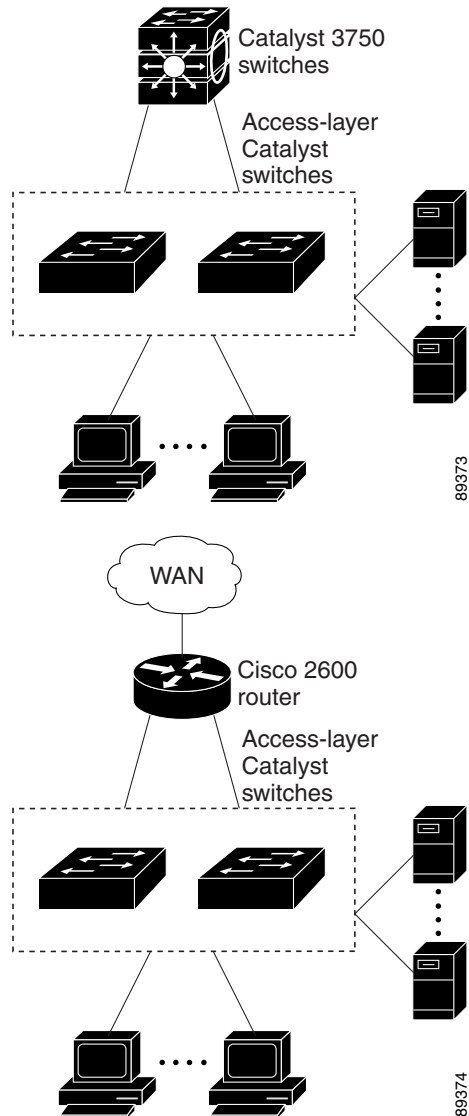 Catalyst 3750
switches
Access-layer
Catalyst
switches
89373
WAN
Cisco 2600
router
Access-layer
Catalyst
switches
89374